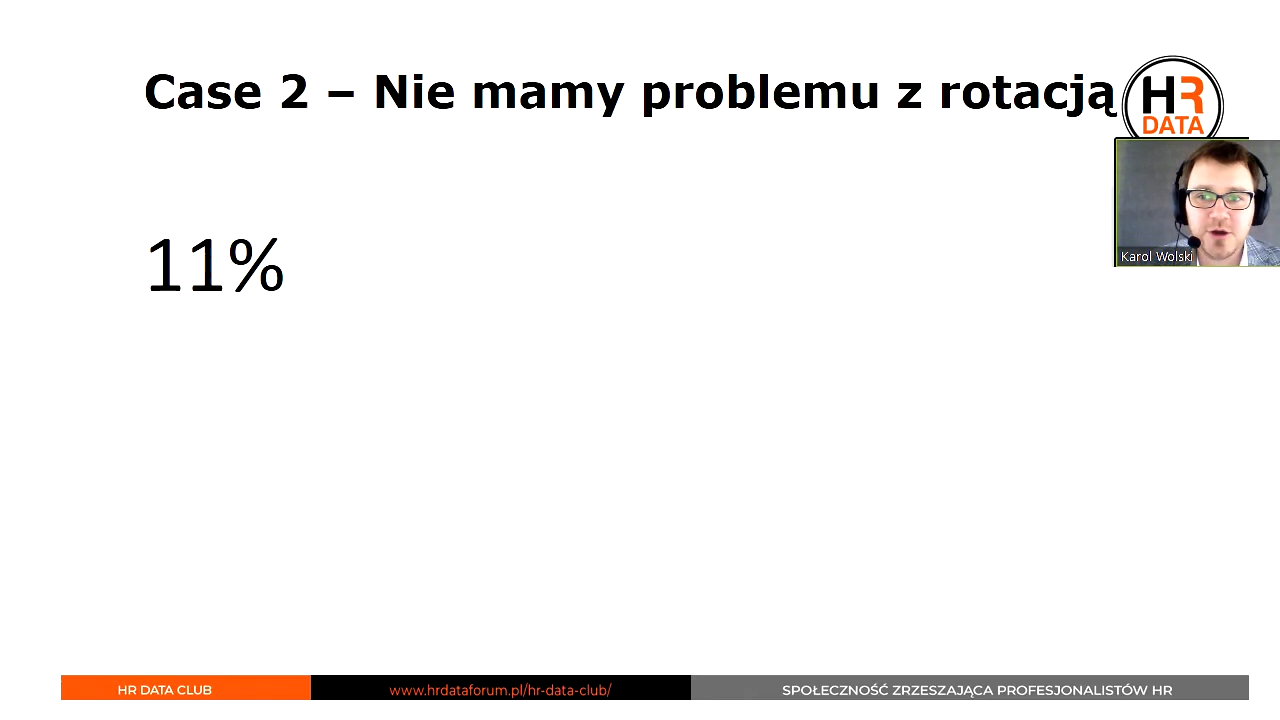 Case 2 – Nie mamy problemu z rotacją
HR
DATA
Karol Wolski
11%
HR DATA CLUB
www.hrdataforum.pl/hr-data-club/
SPOŁECZNOŚĆ ZRZESZAJĄCA PROFESJONALISTÓW HR